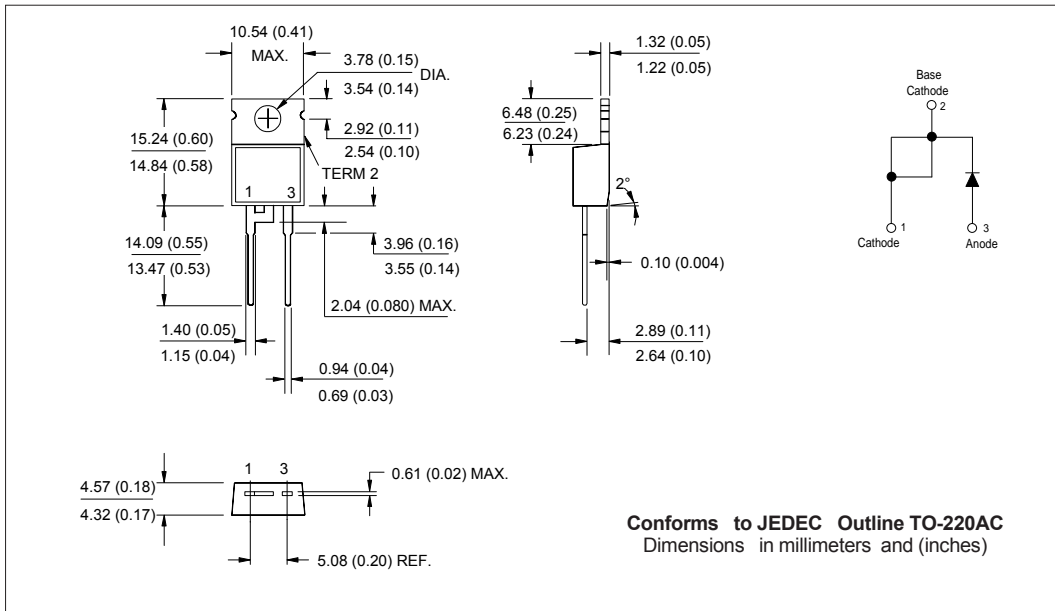 10.54 (0.41)
MAX.
3.78 (0.15)
3.54 (0.14)
DIA.
2.92 (0.11)
2.54 (0.10)
TERM 2
15.24 (0.60)
14.84 (0.58)
1 3
14.09 (0.55)
13.47 (0.53)
3.96 (0.16)
3.55 (0.14)
2.04 (0.080) MAX.
1.40 (0.05)
1.15 (0.04)
0.94 (0.04)
0.69 (0.03)
1.32 (0.05)
1.22 (0.05)
6.48 (0.25)
6.23 (0.24)
2°
0.10 (0.004)
2.89 (0.11)
2.64 (0.10)
Base
Cathode
2
1
Cathode
3
Anode
1 3
4.57 (0.18)
4.32 (0.17)
0.61 (0.02) MAX.
5.08 (0.20) REF.
Conforms to JEDEC Outline TO-220AC
Dimensions in millimeters and (inches)